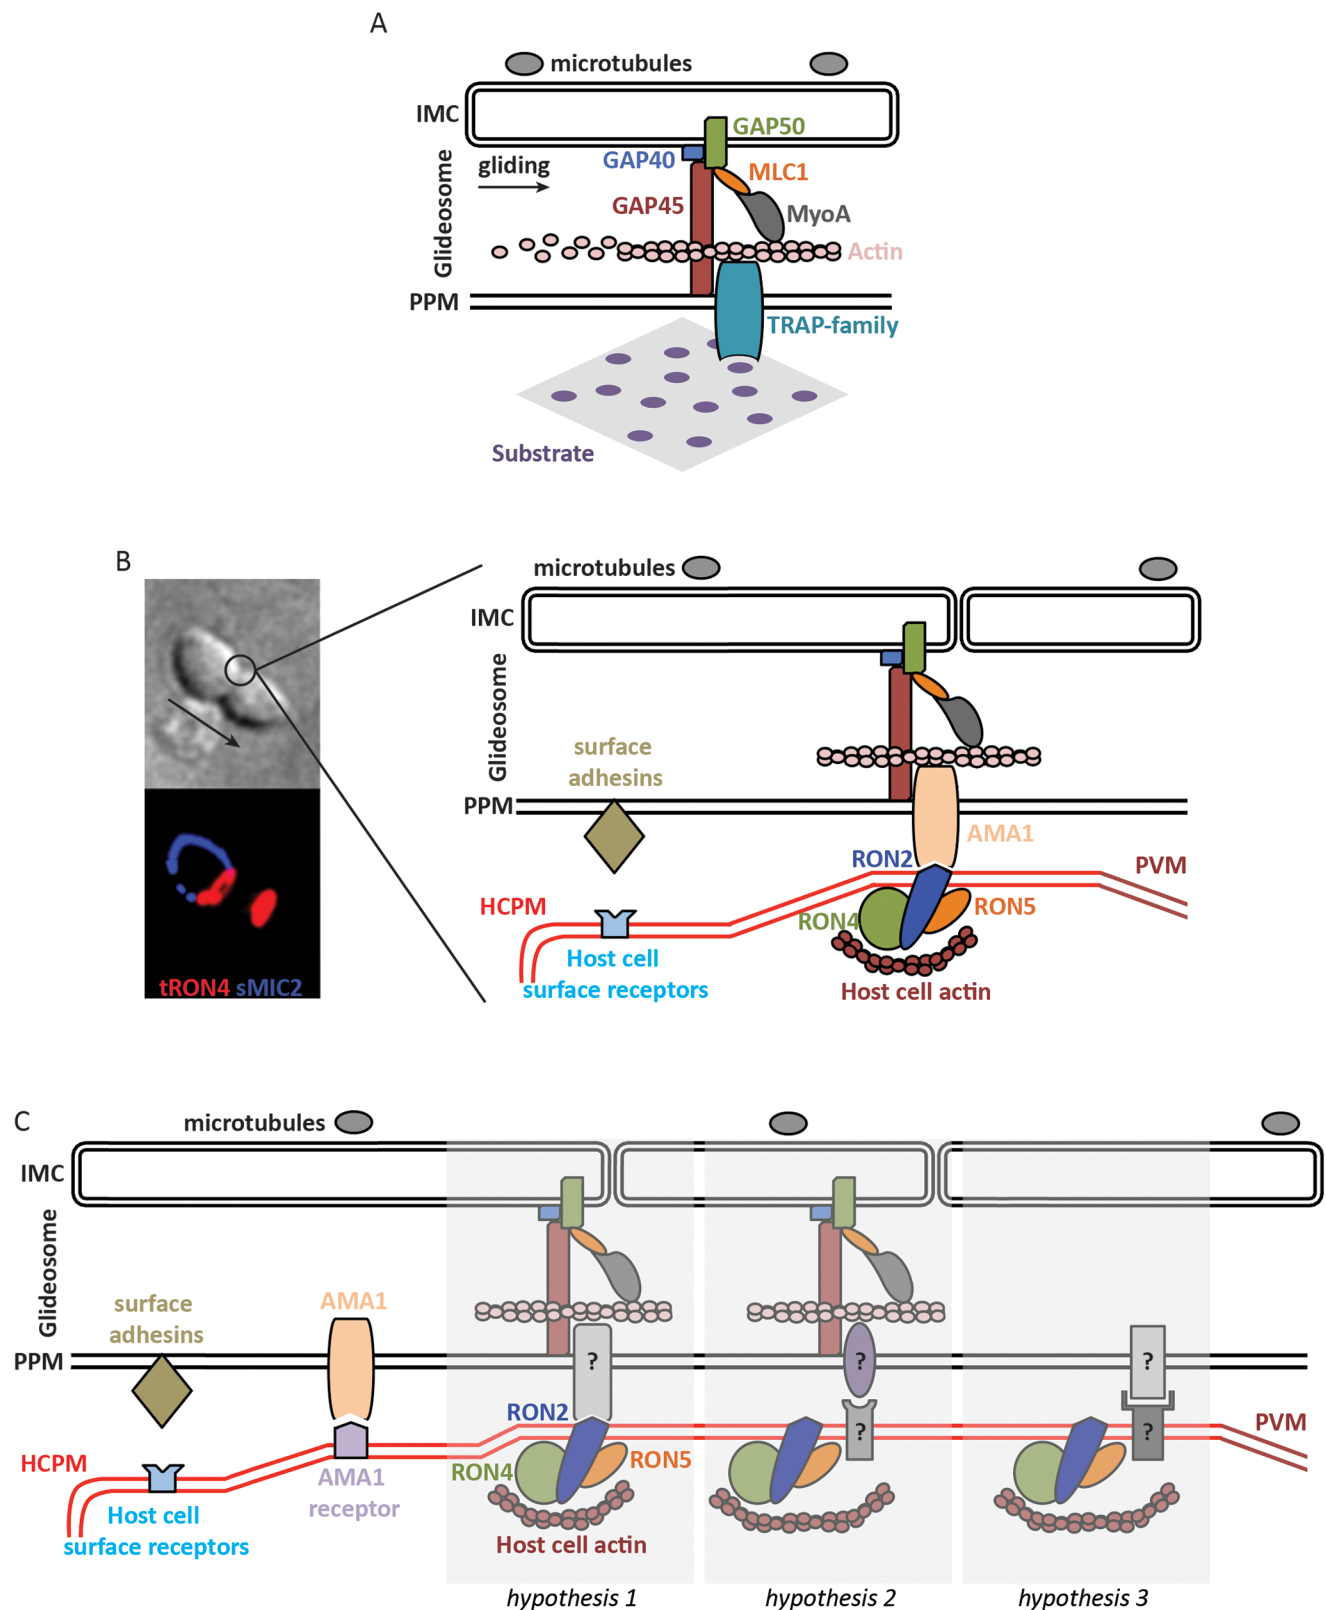 A
microtubules
IMC
GAP50
GAP40
gliding
MLC1
GAP45
MyoA
Glideosome
Actin
PPM
TRAP-family
Substrate
B
microtubules
IMC
Glideosome
surface
adhesins
PPM
AMA1
RON2
PVM
HCPM
RON4
RON5
Host cell
surface receptors
Host cell actin
tRON4 sMIC2
C
microtubules
IMC
Glideosome
surface
adhesins
AMA1
PPM
?
?
?
RON2
PVM
HCPM
RON4
RON5
?
?
AMA1
receptor
Host cell
surface receptors
Host cell actin
hypothesis 1
hypothesis 2
hypothesis 3